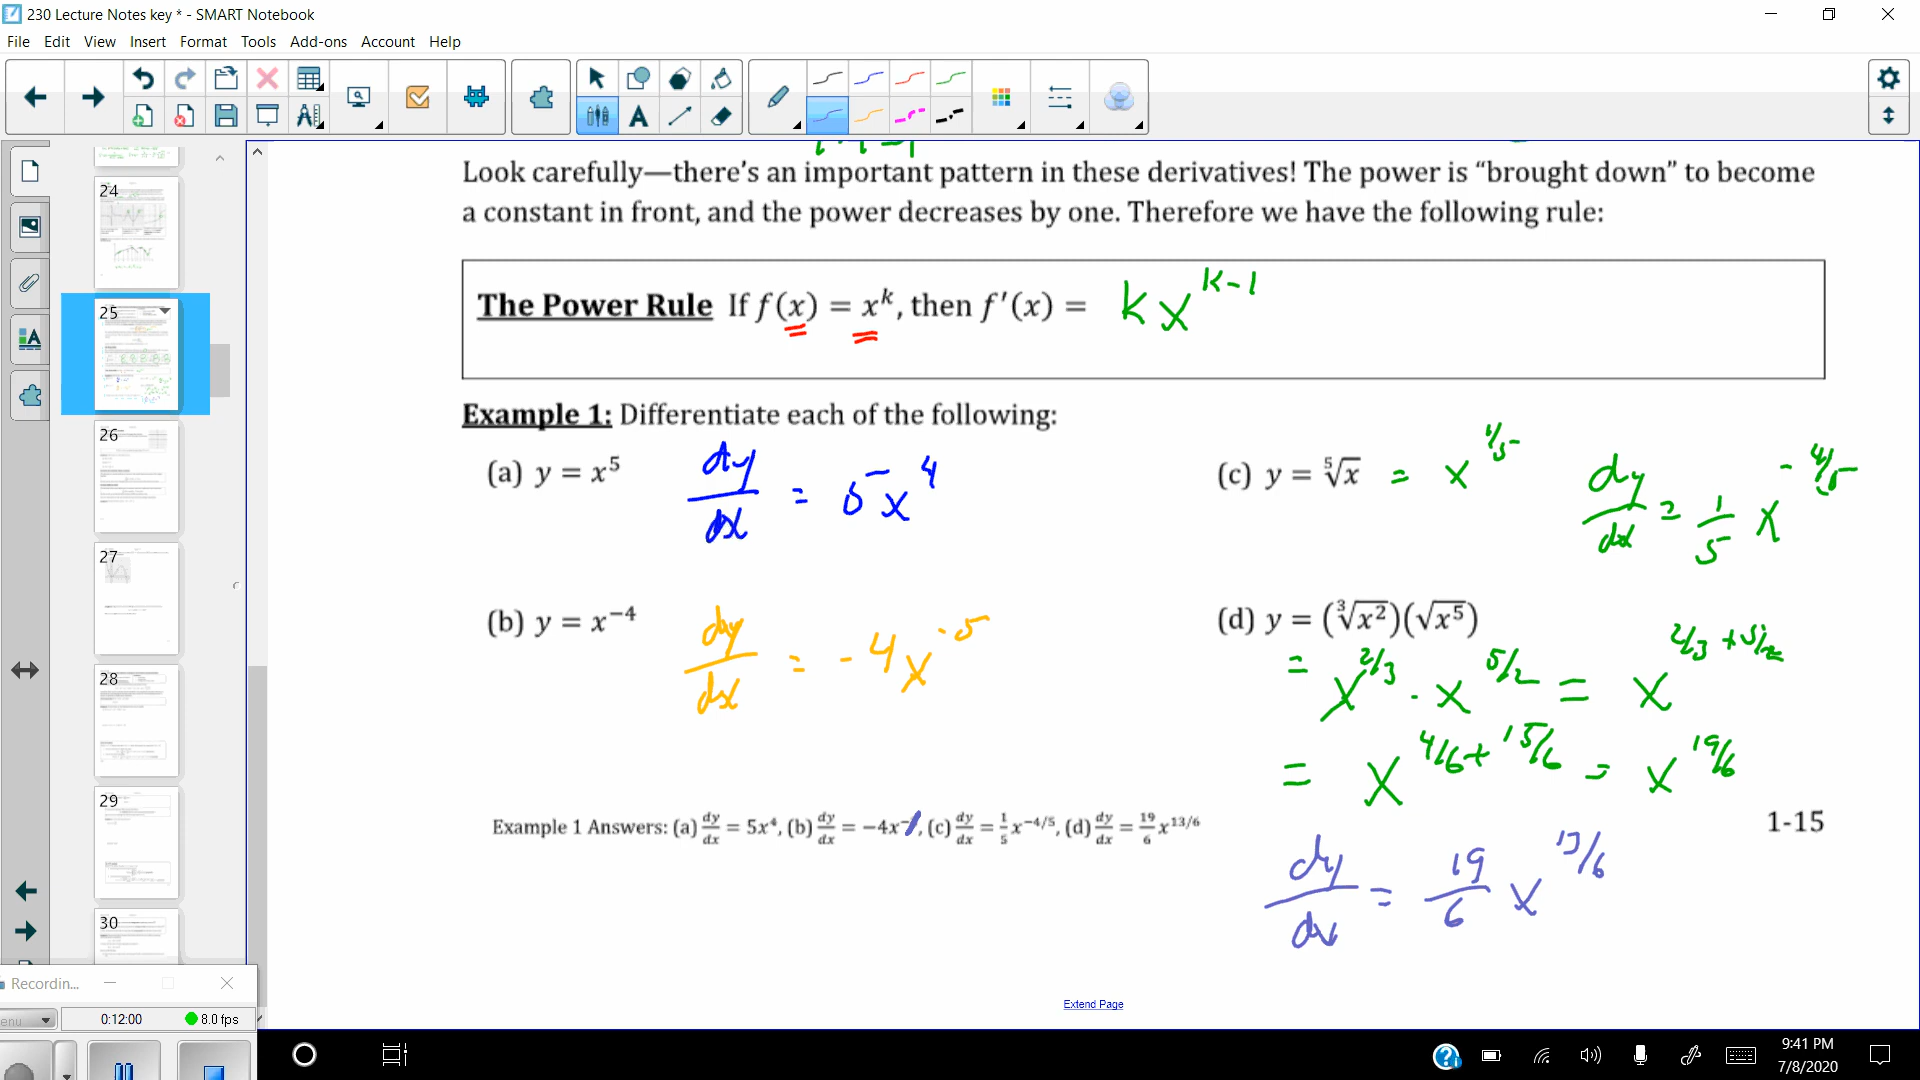 230 Lecture Notes key * - SMART Notebook
File Edit View Insert Format Tools Add-ons Account Help
24
25
26
27
28
29
30
Look carefully—there's an important pattern in these derivatives! The power is “brought down” to become
a constant in front, and the power decreases by one. Therefore we have the following rule:
The Power Rule If f(x) = x^k, then f′(x) = kx^{k-1}
Example 1: Differentiate each of the following:
(a) y = x^5 dy/dx = 5x^4
(b) y = x^{−4} dy/dx = -4x^{-5}
(c) y = ⁵√x = x^{1/5} dy/dx = 1/5 x^{-4/5}
(d) y = (³√x²)(√x⁵)
= x^{2/3} · x^{5/2} = x^{2/3 + 5/2}
= x^{4/6 + 15/6} = x^{19/6}
dy/dx = 19/6 x^{13/6}
Example 1 Answers: (a) dy/dx = 5x^4, (b) dy/dx = −4x^−, (c) dy/dx = 1/5 x^{−4/5}, (d) dy/dx = 19/6 x^{13/6}
1-15
Extend Page
Recordin...
enu
0:12:00 8.0 fps
9:41 PM
7/8/2020